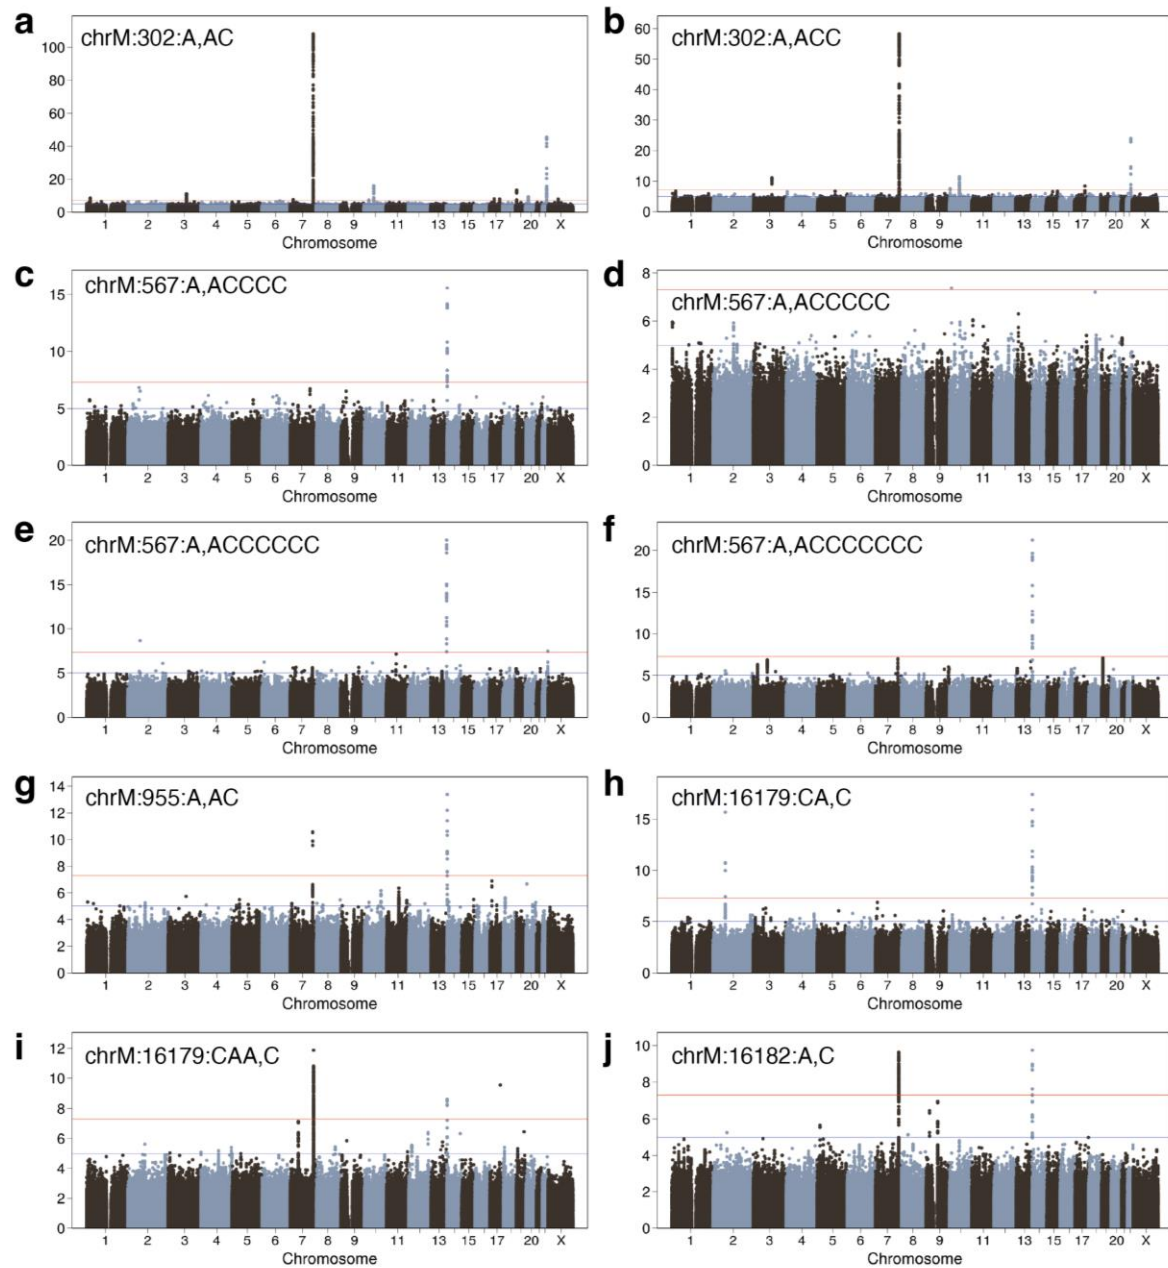 a
chrM:302:A,AC
100
80
60
40
20
0
1 2 3 4 5 6 7 8 9 11 13 15 17 20 X
Chromosome
b
chrM:302:A,ACC
60
50
40
30
20
10
0
1 2 3 4 5 6 7 8 9 11 13 15 17 20 X
Chromosome
c
chrM:567:A,ACCCC
15
10
5
0
1 2 3 4 5 6 7 8 9 11 13 15 17 20 X
Chromosome
d
chrM:567:A,ACCCCC
8
6
4
2
0
1 2 3 4 5 6 7 8 9 11 13 15 17 20 X
Chromosome
e
chrM:567:A,ACCCCCC
20
15
10
5
0
1 2 3 4 5 6 7 8 9 11 13 15 17 20 X
Chromosome
f
chrM:567:A,ACCCCCCC
20
15
10
5
0
1 2 3 4 5 6 7 8 9 11 13 15 17 20 X
Chromosome
g
chrM:955:A,AC
14
12
10
8
6
4
2
0
1 2 3 4 5 6 7 8 9 11 13 15 17 20 X
Chromosome
h
chrM:16179:CA,C
15
10
5
0
1 2 3 4 5 6 7 8 9 11 13 15 17 20 X
Chromosome
i
chrM:16179:CAA,C
12
10
8
6
4
2
0
1 2 3 4 5 6 7 8 9 11 13 15 17 20 X
Chromosome
j
chrM:16182:A,C
10
8
6
4
2
0
1 2 3 4 5 6 7 8 9 11 13 15 17 20 X
Chromosome